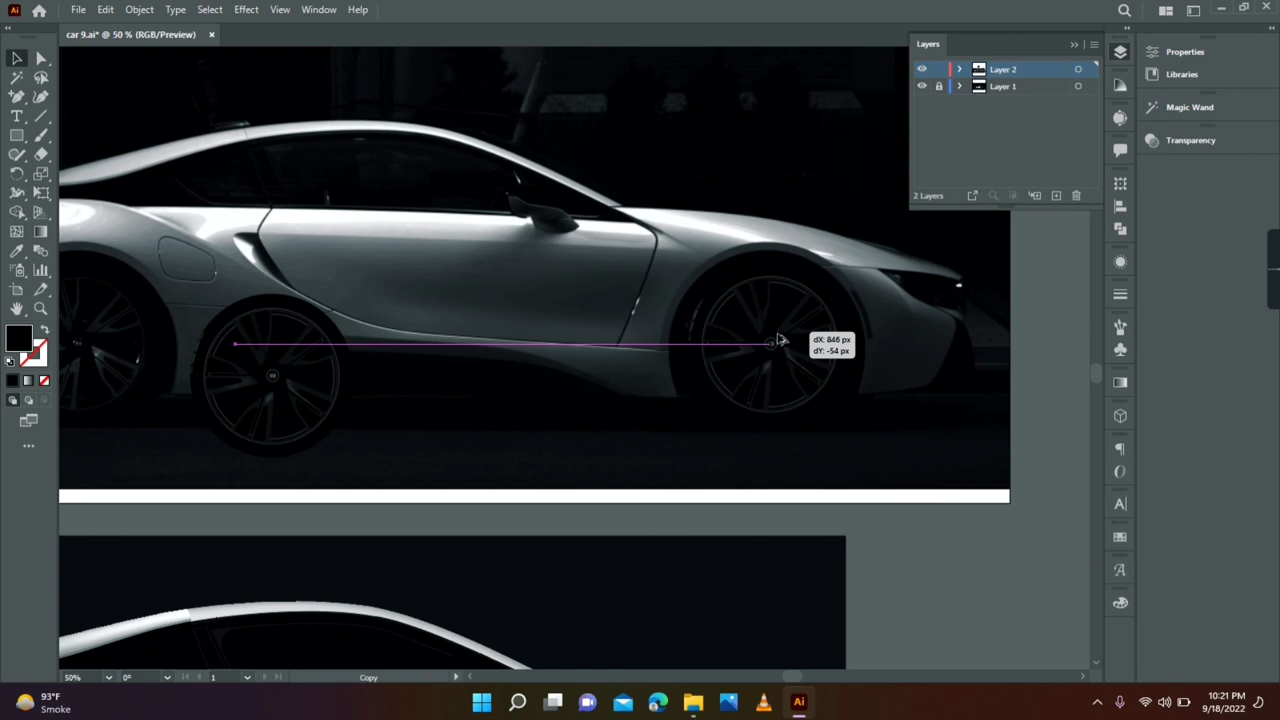 Ai File Edit Object Type Select Effect View Window Help
car 9.ai* @ 50 % (RGB/Preview) ×
Layers
Layer 2
Layer 1
2 Layers
Properties
Libraries
Magic Wand
Transparency
dX: 846 px
dY: -54 px
50% 0° 1 Copy
93°F
Smoke
Ai
10:21 PM
9/18/2022